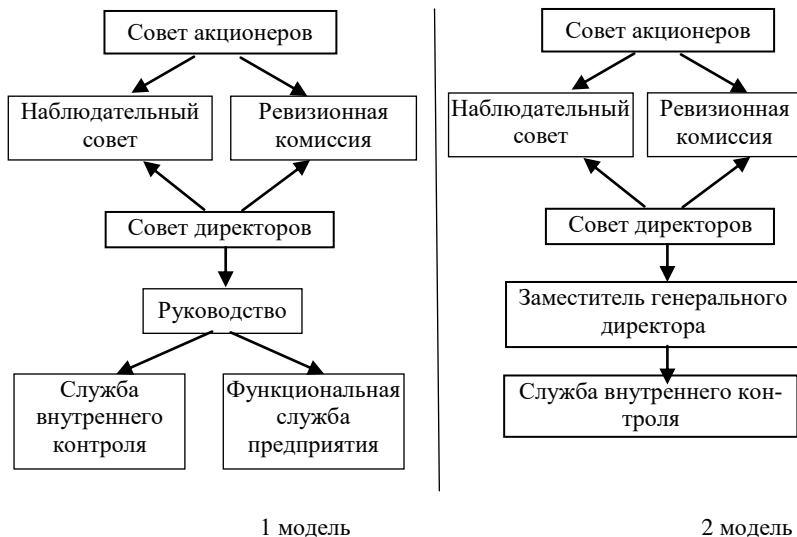 Совет акционеров
Наблюдательный
совет
Ревизионная
комиссия
Совет директоров
Руководство
Служба
внутреннего
контроля
Функциональная
служба
предприятия
1 модель
Совет акционеров
Наблюдательный
совет
Ревизионная
комиссия
Совет директоров
Заместитель генерального
директора
Служба внутреннего кон-
троля
2 модель